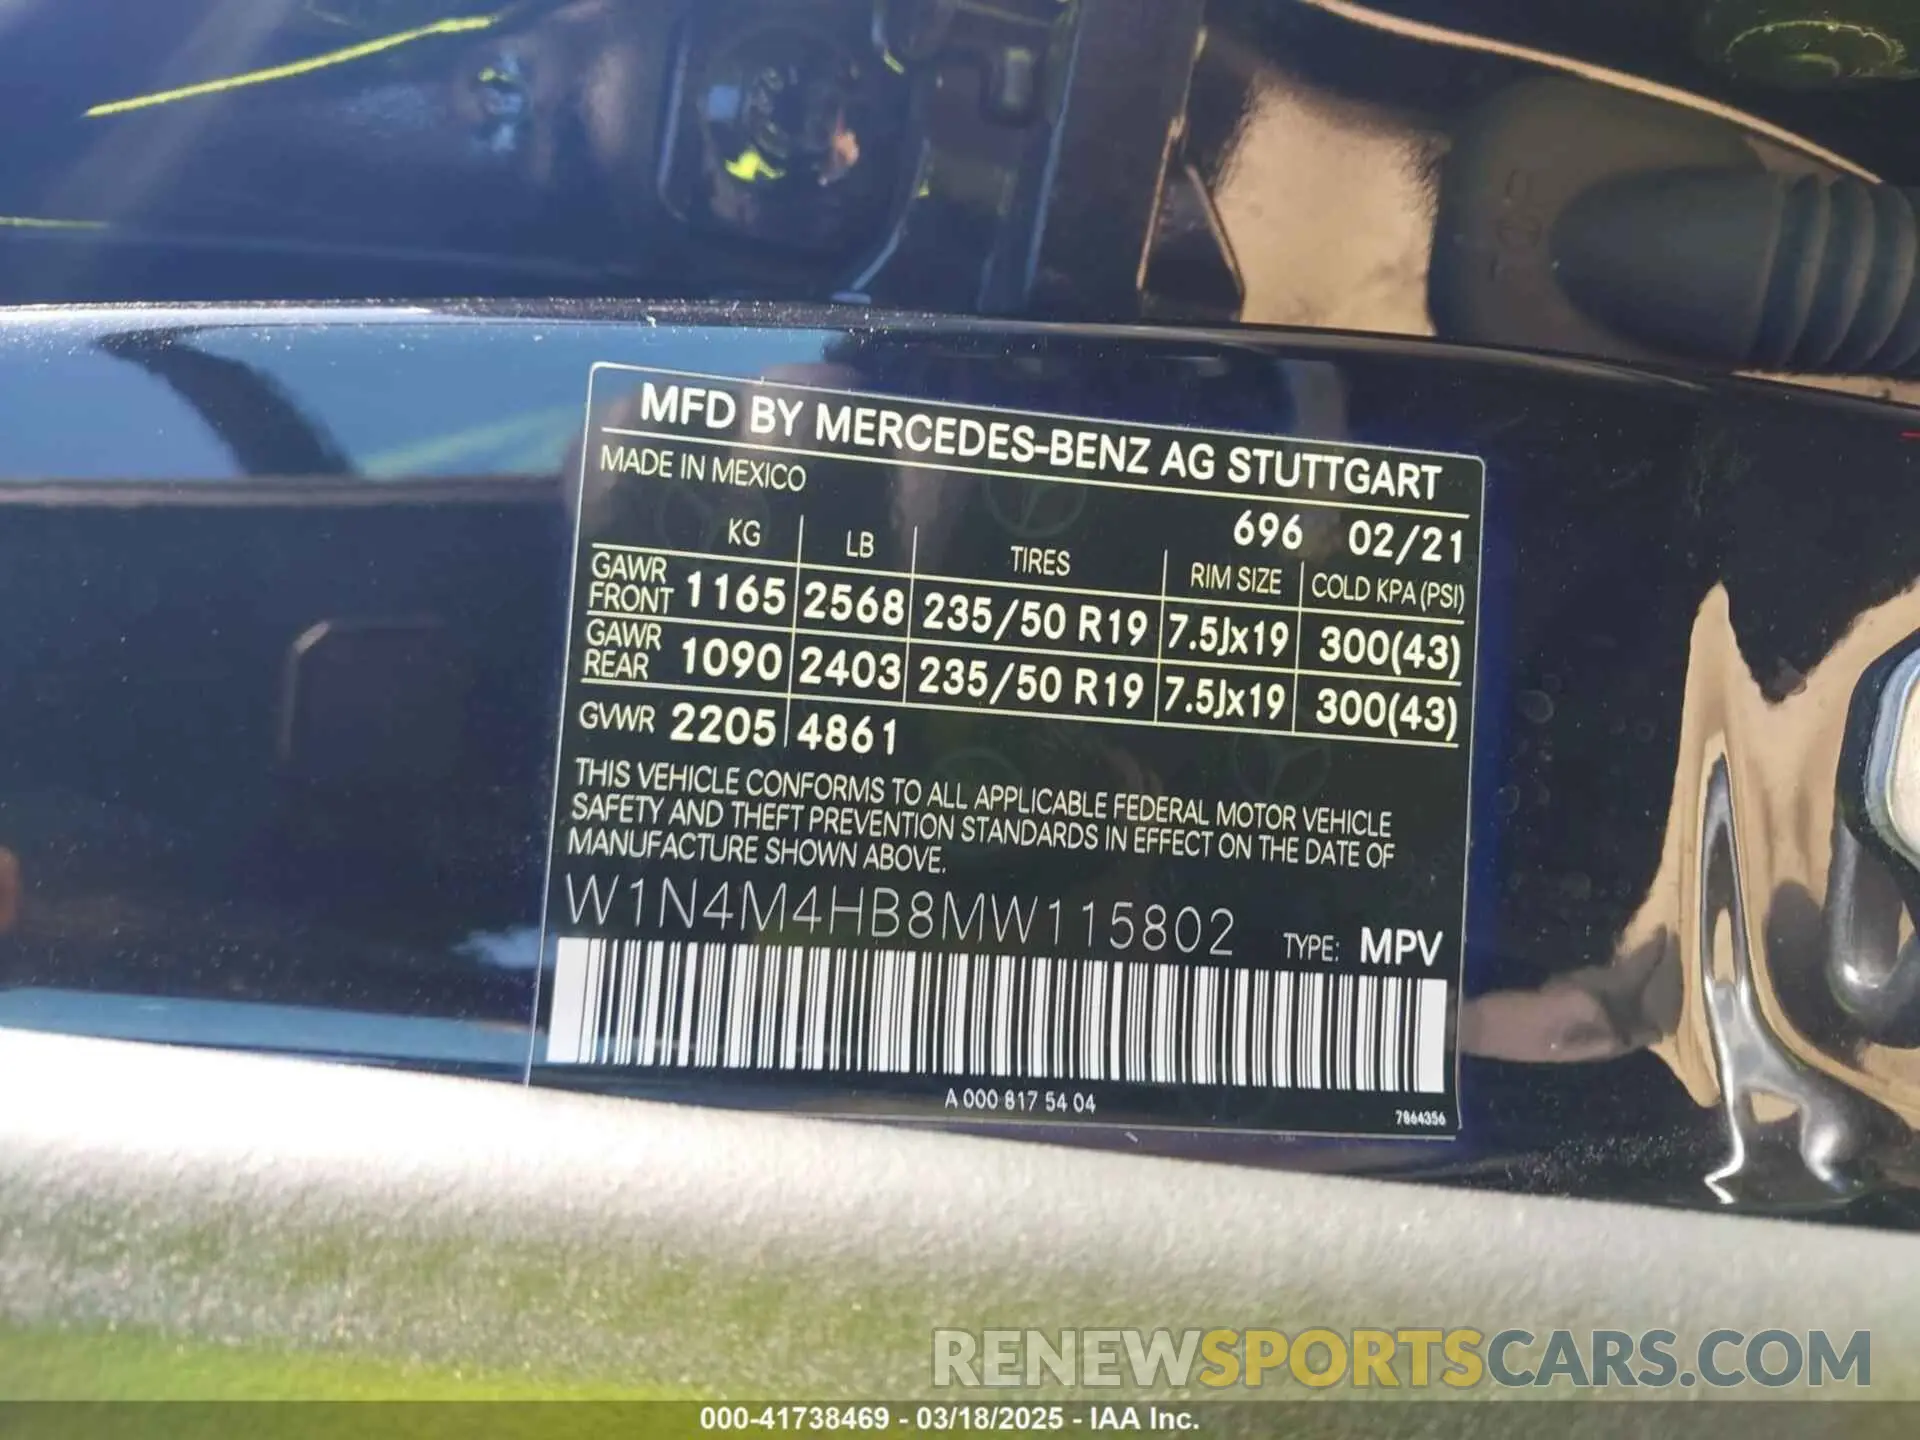 MFD BY MERCEDES-BENZ AG STUTTGART
MADE IN MEXICO
696 02/21
KG LB TIRES RIM SIZE COLD KPA (PSI)
GAWR FRONT 1165 2568 235/50 R19 7.5Jx19 300(43)
GAWR REAR 1090 2403 235/50 R19 7.5Jx19 300(43)
GVWR 2205 4861
THIS VEHICLE CONFORMS TO ALL APPLICABLE FEDERAL MOTOR VEHICLE
SAFETY AND THEFT PREVENTION STANDARDS IN EFFECT ON THE DATE OF
MANUFACTURE SHOWN ABOVE.
W1N4M4HB8MW115802 TYPE: MPV
A 000 817 54 04
7864356
RENEWSPORTSCARS.COM
000-41738469 - 03/18/2025 - IAA Inc.